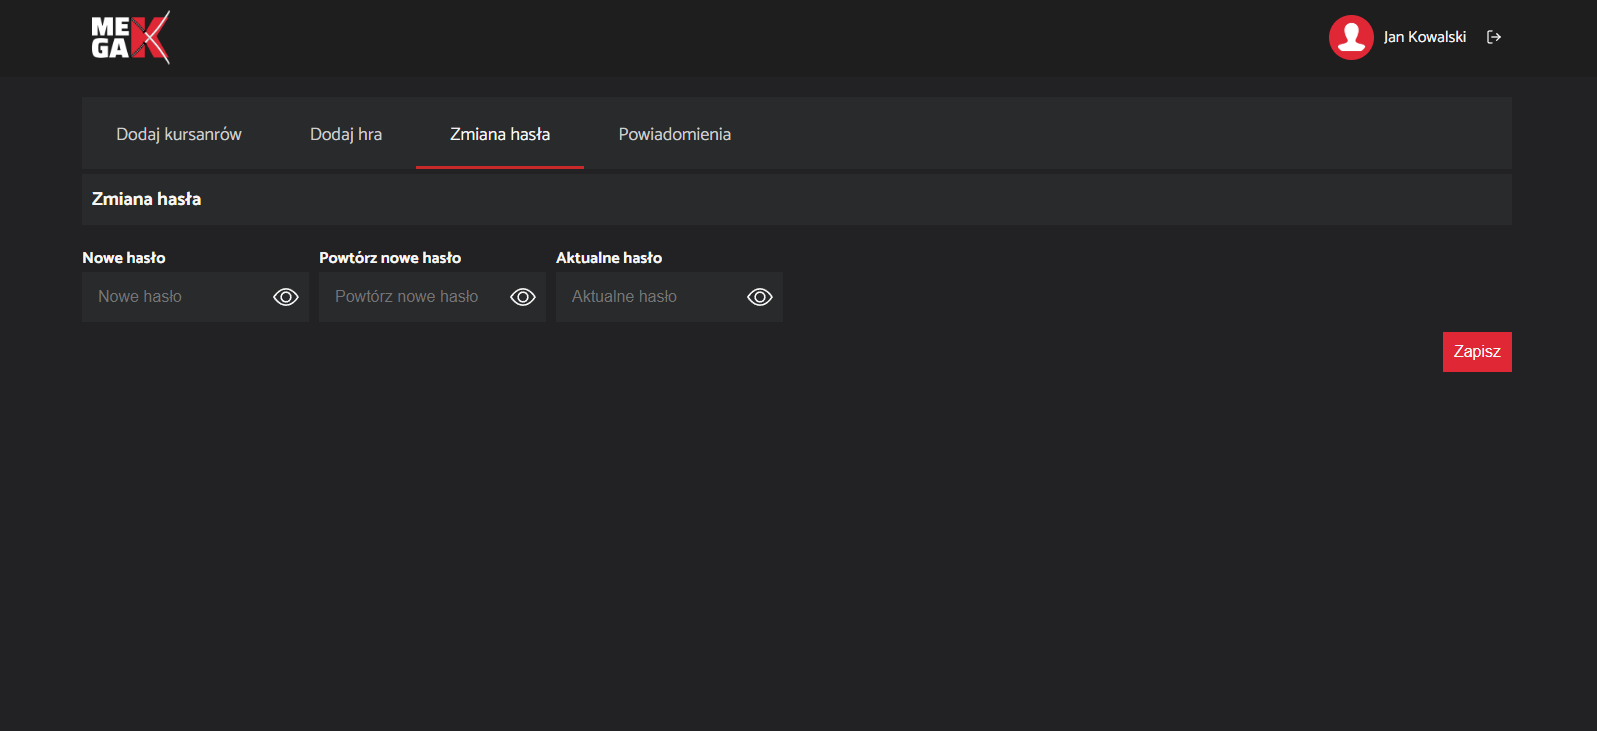 MEGA K
Jan Kowalski
Dodaj kursanrów
Dodaj hra
Zmiana hasła
Powiadomienia
Zmiana hasła
Nowe hasło
Powtórz nowe hasło
Aktualne hasło
Nowe hasło
Powtórz nowe hasło
Aktualne hasło
Zapisz